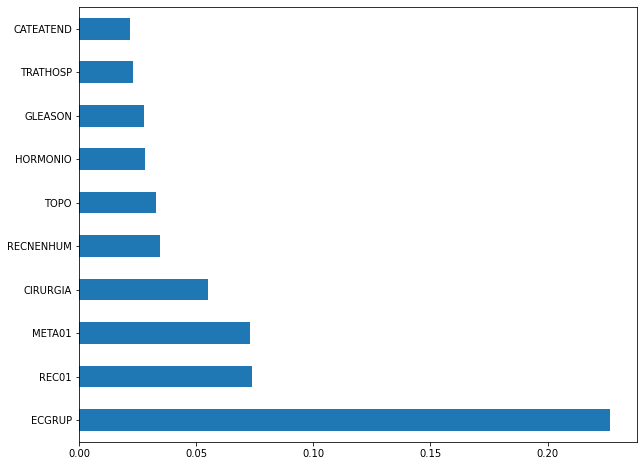 CATEATEND
TRATHOSP
GLEASON
HORMONIO
TOPO
RECNENHUM
CIRURGIA
META01
REC01
ECGRUP
0.00 0.05 0.10 0.15 0.20